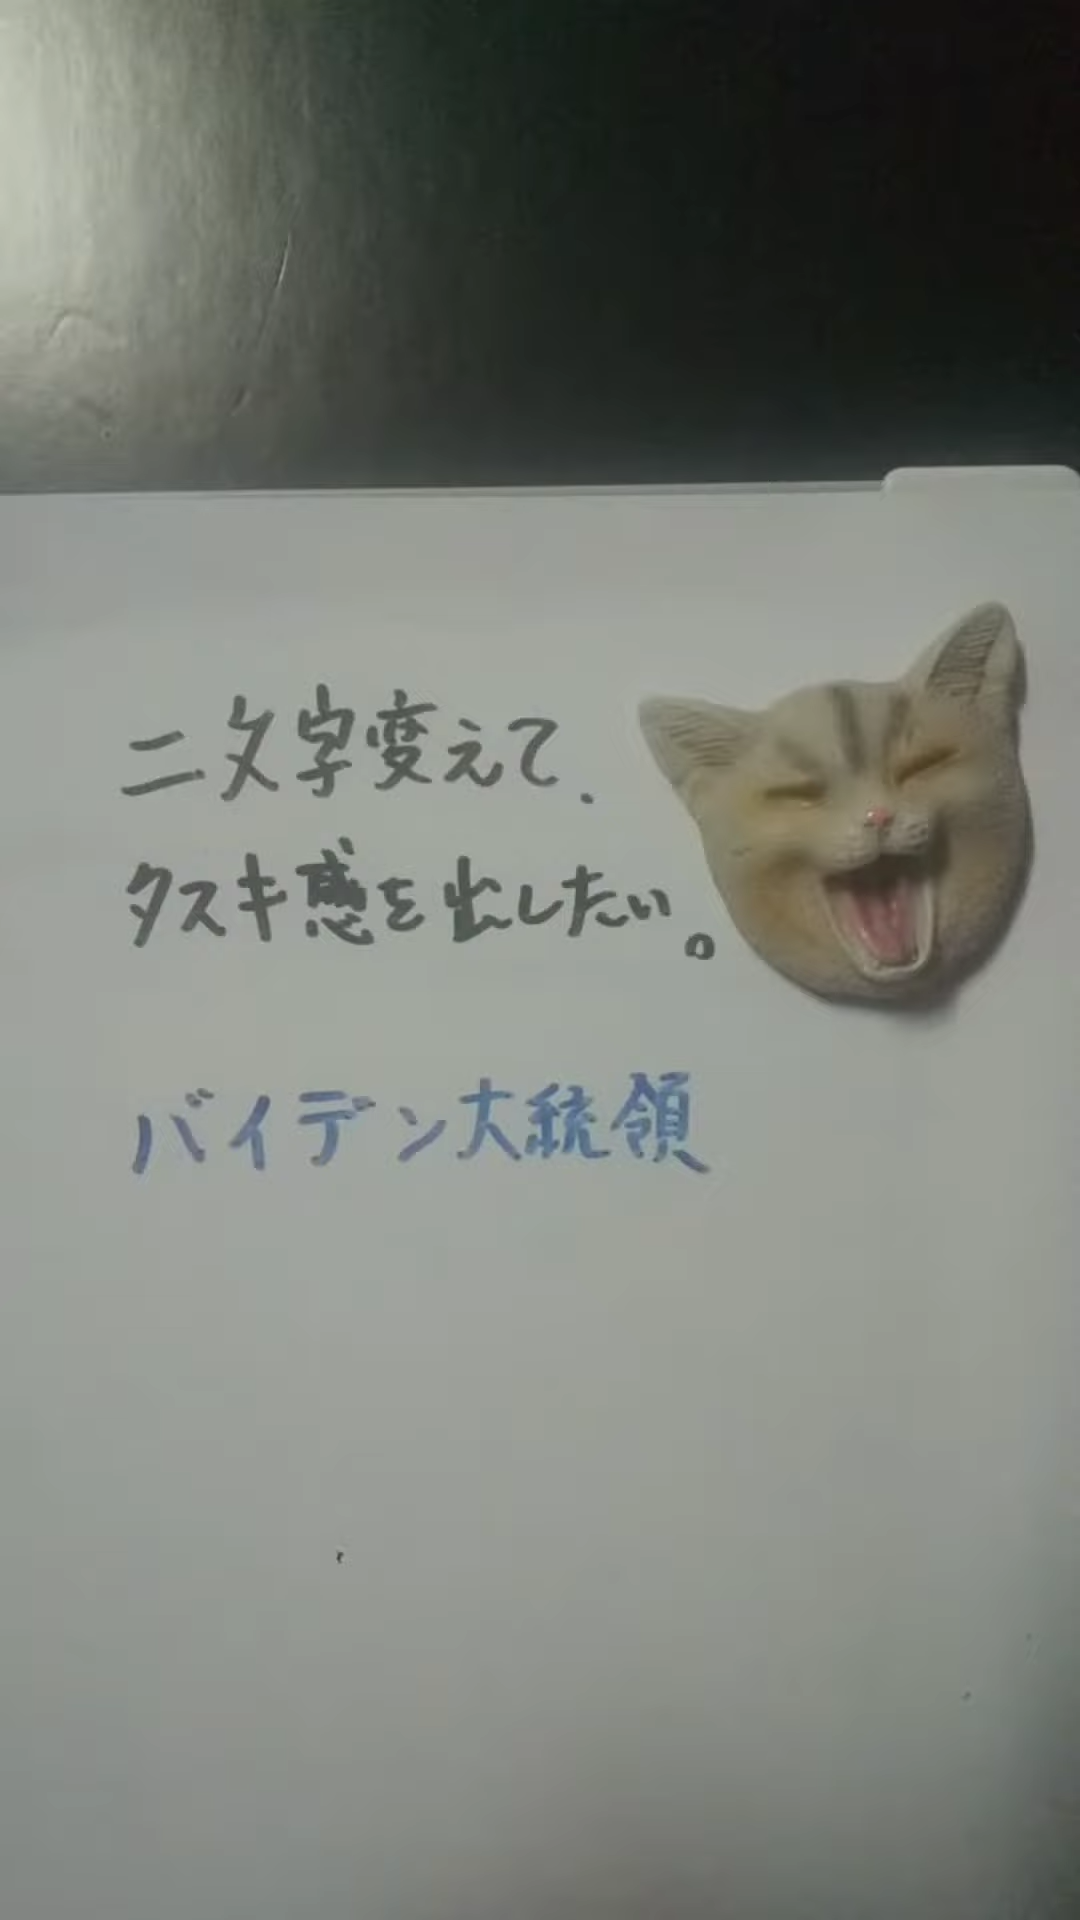 二文字変えて、
タスキ感を出したい。
バイデン大統領